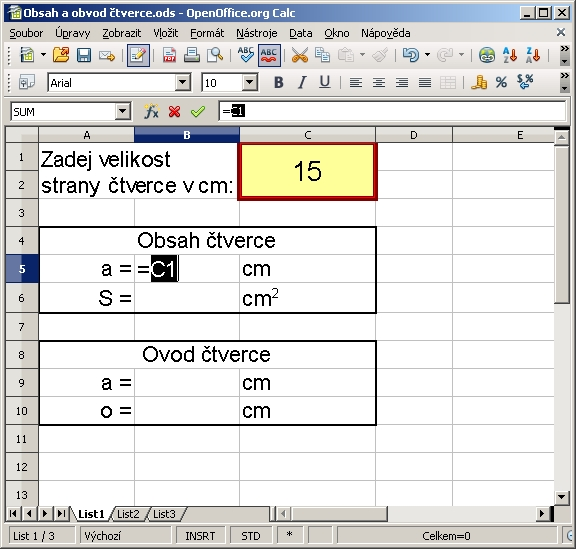 Obsah a obvod čtverce.ods - OpenOffice.org Calc
Soubor Úpravy Zobrazit Vložit Formát Nástroje Data Okno Nápověda
Arial 10 B I U
SUM =C1
A B C D E
1 Zadej velikost 15
2 strany čtverce v cm:
3
4 Obsah čtverce
5 a = =C1 cm
6 S = cm²
7
8 Ovod čtverce
9 a = cm
10 o = cm
11
12
13
List1 List2 List3
List 1 / 3 Výchozí INSRT STD * Celkem=0